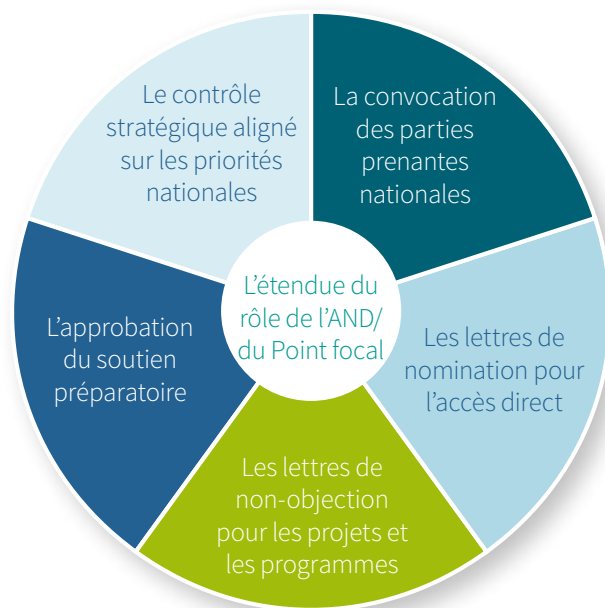 Le contrôle
stratégique aligné
sur les priorités
nationales
La convocation
des parties
prenantes
nationales
L’étendue du
rôle de l’AND/
du Point focal
L’approbation
du soutien
préparatoire
Les lettres de
nomination pour
l’accès direct
Les lettres de
non-objection
pour les projets et
les programmes